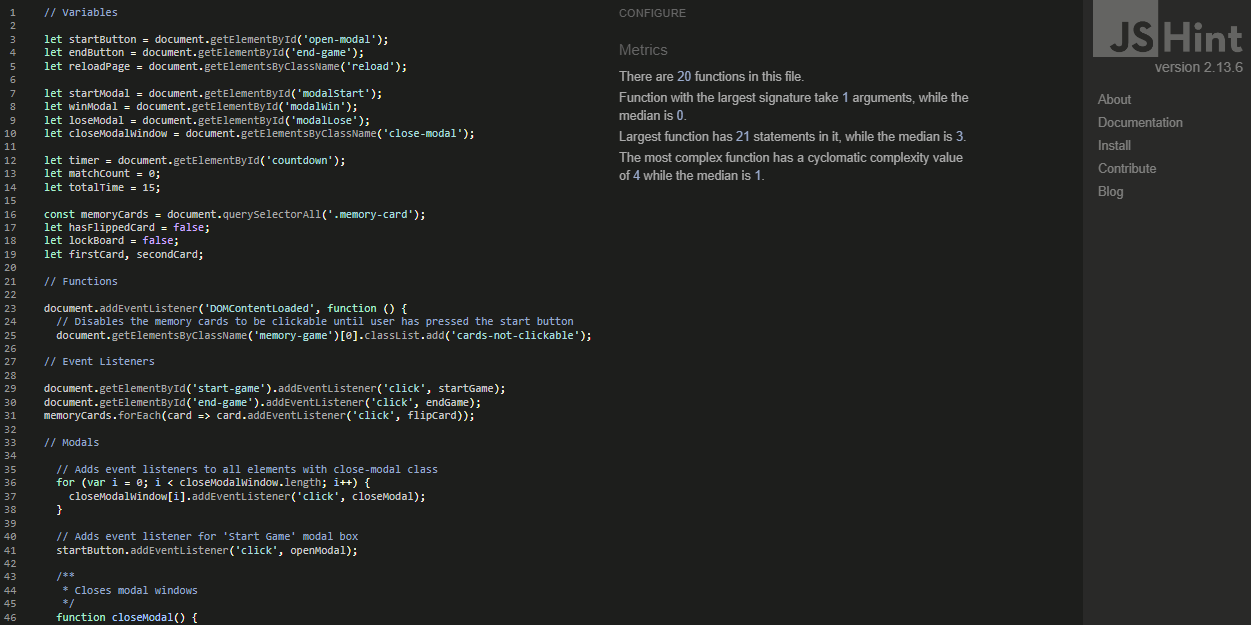 1 // Variables
2
3 let startButton = document.getElementById('open-modal');
4 let endButton = document.getElementById('end-game');
5 let reloadPage = document.getElementsByClassName('reload');
6
7 let startModal = document.getElementById('modalStart');
8 let winModal = document.getElementById('modalWin');
9 let loseModal = document.getElementById('modalLose');
10 let closeModalWindow = document.getElementsByClassName('close-modal');
11
12 let timer = document.getElementById('countdown');
13 let matchCount = 0;
14 let totalTime = 15;
15
16 const memoryCards = document.querySelectorAll('.memory-card');
17 let hasFlippedCard = false;
18 let lockBoard = false;
19 let firstCard, secondCard;
20
21 // Functions
22
23 document.addEventListener('DOMContentLoaded', function () {
24 // Disables the memory cards to be clickable until user has pressed the start button
25 document.getElementsByClassName('memory-game')[0].classList.add('cards-not-clickable');
26
27 // Event Listeners
28
29 document.getElementById('start-game').addEventListener('click', startGame);
30 document.getElementById('end-game').addEventListener('click', endGame);
31 memoryCards.forEach(card => card.addEventListener('click', flipCard));
32
33 // Modals
34
35 // Adds event listeners to all elements with close-modal class
36 for (var i = 0; i < closeModalWindow.length; i++) {
37 closeModalWindow[i].addEventListener('click', closeModal);
38 }
39
40 // Adds event listener for 'Start Game' modal box
41 startButton.addEventListener('click', openModal);
42
43 /**
44 * Closes modal windows
45 */
46 function closeModal() {
CONFIGURE
Metrics
There are 20 functions in this file.
Function with the largest signature take 1 arguments, while the
median is 0.
Largest function has 21 statements in it, while the median is 3.
The most complex function has a cyclomatic complexity value
of 4 while the median is 1.
JSHint
version 2.13.6
About
Documentation
Install
Contribute
Blog